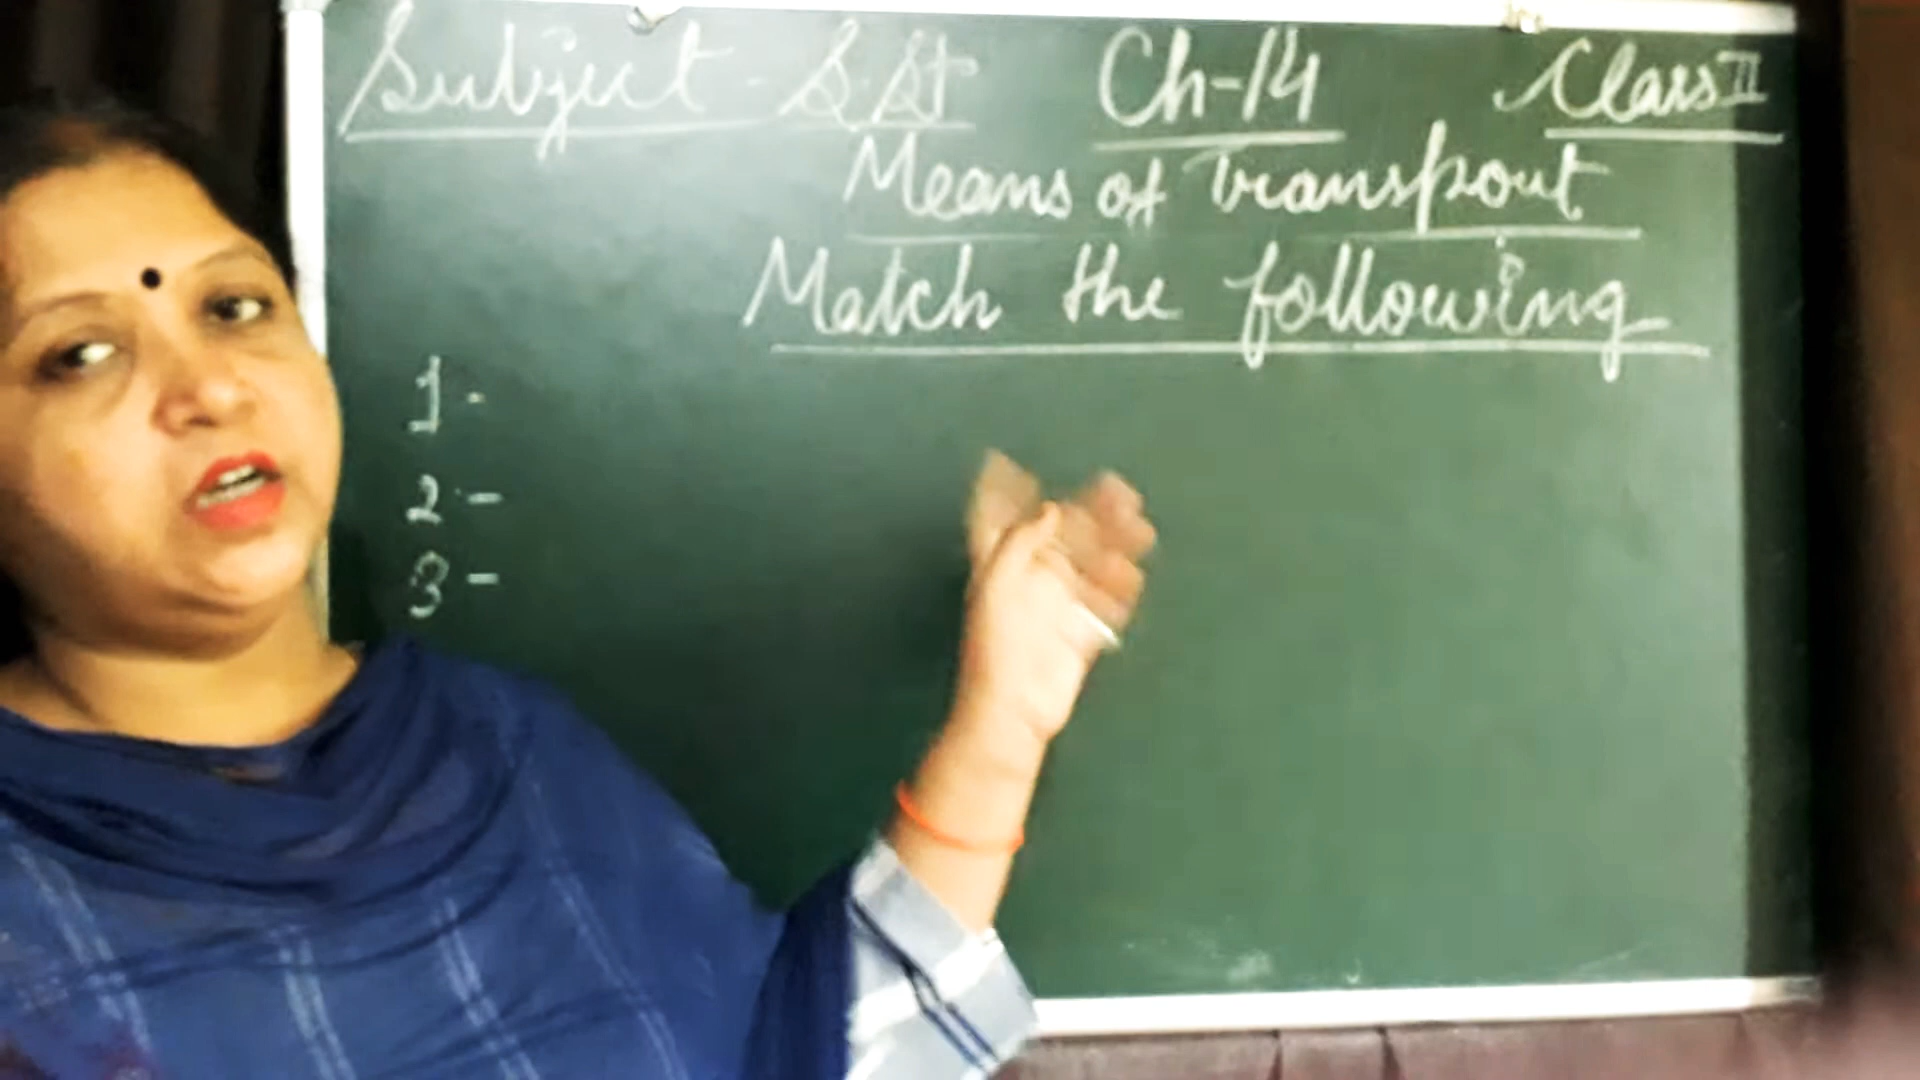 Subject - S.St Ch-14 Class II
Means of Transport
Match the following
1-
2-
3-